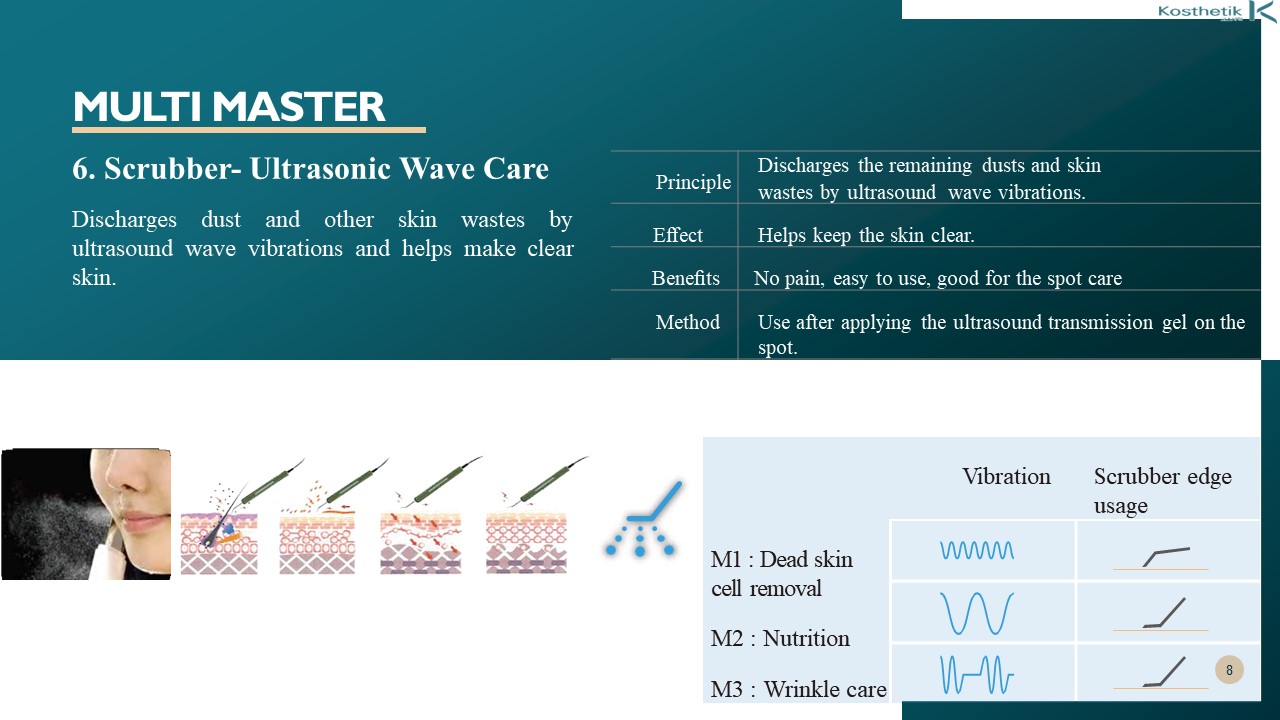 Kosthetik
MULTI MASTER
6. Scrubber- Ultrasonic Wave Care
Discharges dust and other skin wastes by
ultrasound wave vibrations and helps make clear
skin.
Principle
Discharges the remaining dusts and skin
wastes by ultrasound wave vibrations.
Effect
Helps keep the skin clear.
Benefits
No pain, easy to use, good for the spot care
Method
Use after applying the ultrasound transmission gel on the
spot.
Vibration
Scrubber edge
usage
M1 : Dead skin
cell removal
M2 : Nutrition
M3 : Wrinkle care
8